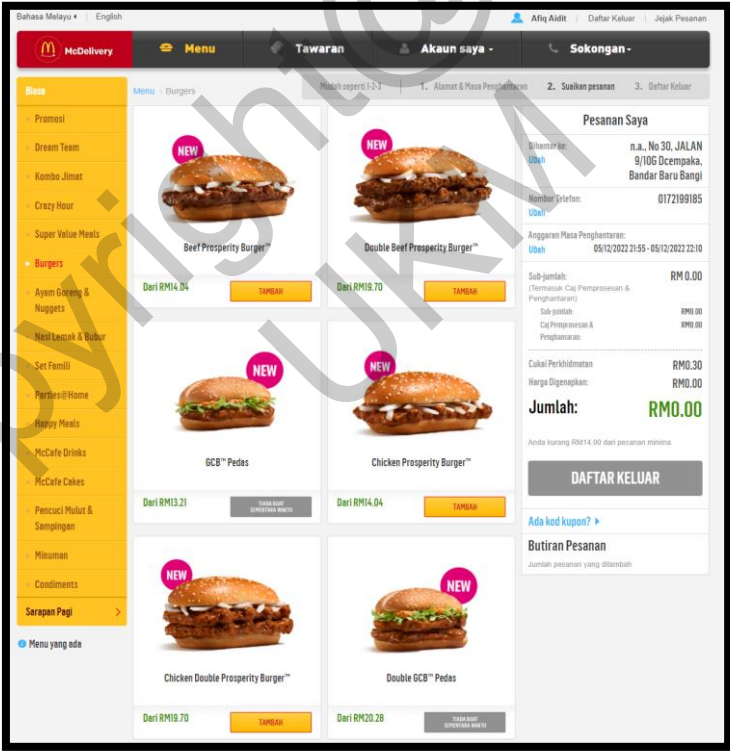 Bahasa Melayu English
Afiq Aidit Daftar Keluar Jejak Pesanan
McDelivery
Menu
Tawaran
Akaun saya
Sokongan
Biasa
Promosi
Dream Team
Kombo Jimat
Crazy Hour
Super Value Meals
Burgers
Ayam Goreng &
Nuggets
Nasi Lemak & Bubur
Set Famili
Parties@Home
Happy Meals
McCafe Drinks
McCafe Cakes
Pencuci Mulut &
Sampingan
Minuman
Condiments
Sarapan Pagi >
Menu yang ada
Menu › Burgers
Mudah seperti 1-2-3
1. Alamat & Masa Penghantaran
2. Suaikan pesanan
3. Daftar Keluar
NEW
Beef Prosperity Burger™
Dari RM14.04
TAMBAH
NEW
Double Beef Prosperity Burger™
Dari RM19.70
TAMBAH
NEW
GCB™ Pedas
Dari RM13.21
TIADA BUAT
SEMENTARA WAKTU
NEW
Chicken Prosperity Burger™
Dari RM14.04
TAMBAH
NEW
Chicken Double Prosperity Burger™
Dari RM19.70
TAMBAH
NEW
Double GCB™ Pedas
Dari RM20.28
TIADA BUAT
SEMENTARA WAKTU
Pesanan Saya
Dihantar ke: n.a., No 30, JALAN
Ubah 9/10G Dcempaka,
Bandar Baru Bangi
Nombor Telefon: 0172199185
Ubah
Anggaran Masa Penghantaran:
Ubah 05/12/2022 21:55 - 05/12/2022 22:10
Sub-jumlah: RM 0.00
(Termasuk Caj Pemprosesan &
Penghantaran)
Sub-jumlah RM0.00
Caj Pemprosesan & RM0.00
Penghantaran:
Cukai Perkhidmatan RM0.30
Harga Digenapkan: RM0.00
Jumlah: RM0.00
Anda kurang RM14.00 dari pesanan minima
DAFTAR KELUAR
Ada kod kupon?
Butiran Pesanan
Jumlah pesanan yang ditambah
pyright@
UKM